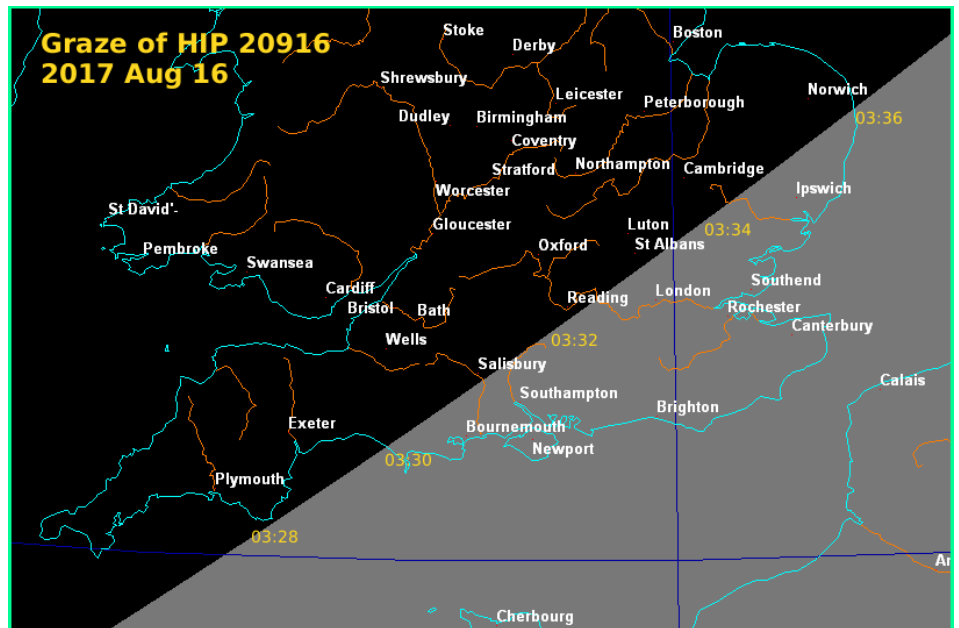 Graze of HIP 20916
2017 Aug 16
Stoke
Derby
Boston
Shrewsbury
Leicester
Norwich
Peterborough
Dudley
Birmingham
03:36
Coventry
Stratford
Northampton
Cambridge
Worcester
Ipswich
St David'-
Gloucester
Luton
03:34
Pembroke
Oxford
St Albans
Swansea
Cardiff
Reading
London
Southend
Bristol
Bath
Rochester
Canterbury
Wells
03:32
Salisbury
Calais
Southampton
Brighton
Exeter
Bournemouth
Newport
03:30
Plymouth
03:28
Ar
Cherbourg